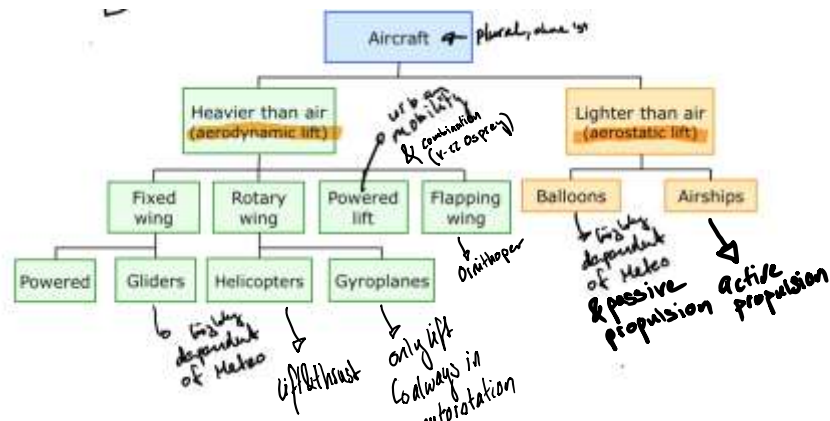 Aircraft
plural, same
Heavier than air
(aerodynamic lift)
urban
mobility
& combination
(V-22 Osprey)
Lighter than air
(aerostatic lift)
Fixed
wing
Rotary
wing
Powered
lift
Flapping
wing
Balloons
Airships
Powered
Gliders
Helicopters
Gyroplanes
Ornithoper
highly
dependent
of Meteo
& passive
propulsion
active
propulsion
highly
dependent
of Meteo
lift&thrust
only lift
always in
autorotation